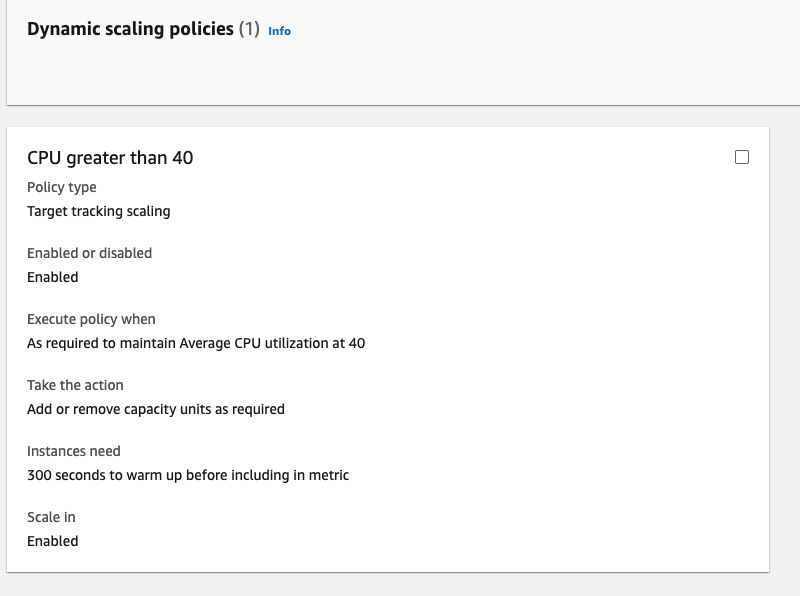 Dynamic scaling policies (1) Info
CPU greater than 40
Policy type
Target tracking scaling
Enabled or disabled
Enabled
Execute policy when
As required to maintain Average CPU utilization at 40
Take the action
Add or remove capacity units as required
Instances need
300 seconds to warm up before including in metric
Scale in
Enabled